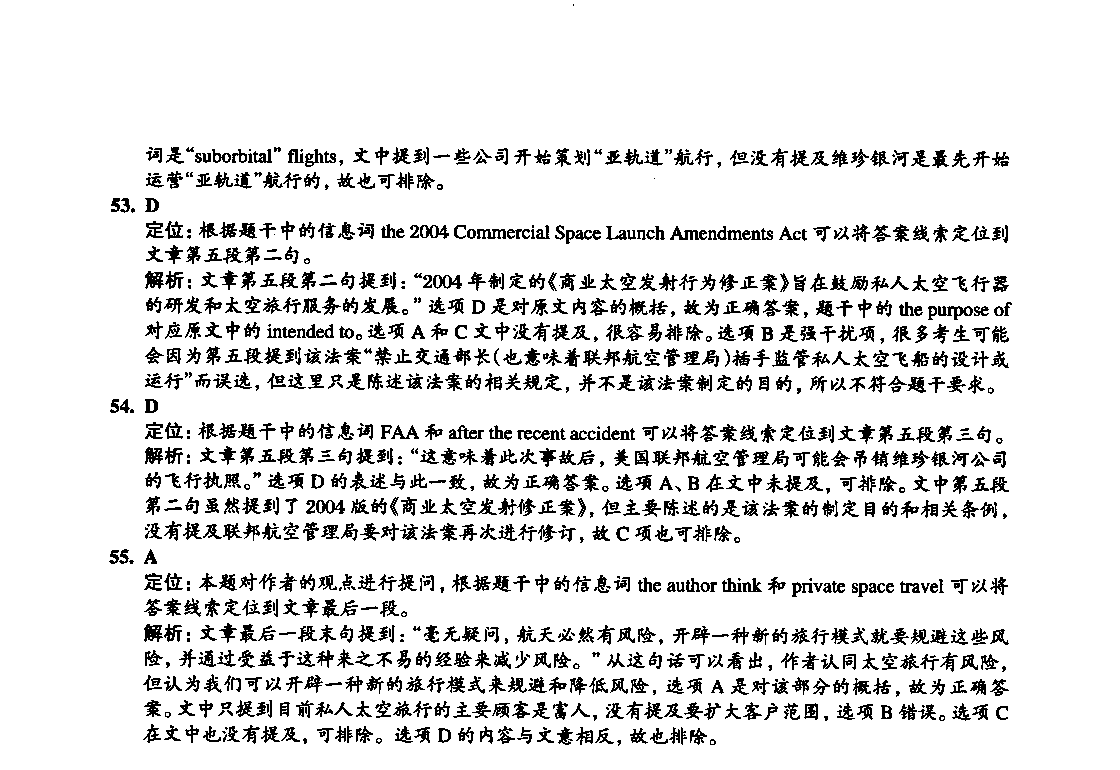 词是“suborbital” flights，文中提到一些公司开始策划“亚轨道”航行，但没有提及维珍银河是最先开始
运营“亚轨道”航行的，故也可排除。
53. D
定位：根据题干中的信息词 the 2004 Commercial Space Launch Amendments Act 可以将答案线索定位到
文章第五段第二句。
解析：文章第五段第二句提到：“2004 年制定的《商业太空发射行为修正案》旨在鼓励私人太空飞行器
的研发和太空旅行服务的发展。”选项 D 是对原文内容的概括，故为正确答案，题干中的 the purpose of
对应原文中的 intended to。选项 A 和 C 文中没有提及，很容易排除。选项 B 是强干扰项，很多考生可能
会因为第五段提到该法案“禁止交通部长(也意味着联邦航空管理局)插手监管私人太空飞船的设计或
运行”而误选，但这里只是陈述该法案的相关规定，并不是该法案制定的目的，所以不符合题干要求。
54. D
定位：根据题干中的信息词 FAA 和 after the recent accident 可以将答案线索定位到文章第五段第三句。
解析：文章第五段第三句提到：“这意味着此次事故后，美国联邦航空管理局可能会吊销维珍银河公司
的飞行执照。”选项 D 的表述与此一致，故为正确答案。选项 A、B 在文中未提及，可排除。文中第五段
第二句虽然提到了 2004 版的《商业太空发射修正案》，但主要陈述的是该法案的制定目的和相关条例，
没有提及联邦航空管理局要对该法案再次进行修订，故 C 项也可排除。
55. A
定位：本题对作者的观点进行提问，根据题干中的信息词 the author think 和 private space travel 可以将
答案线索定位到文章最后一段。
解析：文章最后一段末句提到：“毫无疑问，航天必然有风险，开辟一种新的旅行模式就要规避这些风
险，并通过受益于这种来之不易的经验来减少风险。”从这句话可以看出，作者认同太空旅行有风险，
但认为我们可以开辟一种新的旅行模式来规避和降低风险，选项 A 是对该部分的概括，故为正确答
案。文中只提到目前私人太空旅行的主要顾客是富人，没有提及要扩大客户范围，选项 B 错误。选项 C
在文中也没有提及，可排除。选项 D 的内容与文意相反，故也排除。